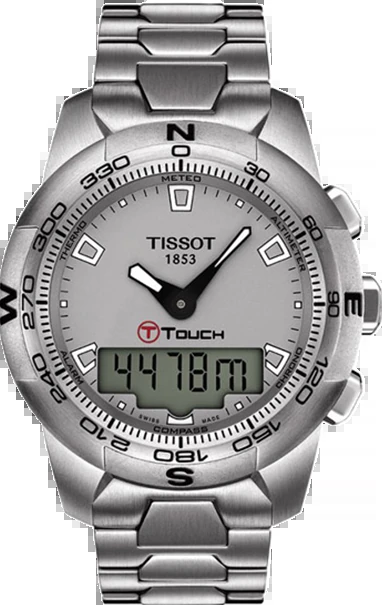 N
0
30
60
E
120
150
S
180
210
240
W
270
300
330
METEO
ALTIMETER
CHRONO
COMPASS
ALARM
THERMO
TISSOT
1853
T TOUCH
4478m
SWISS MADE